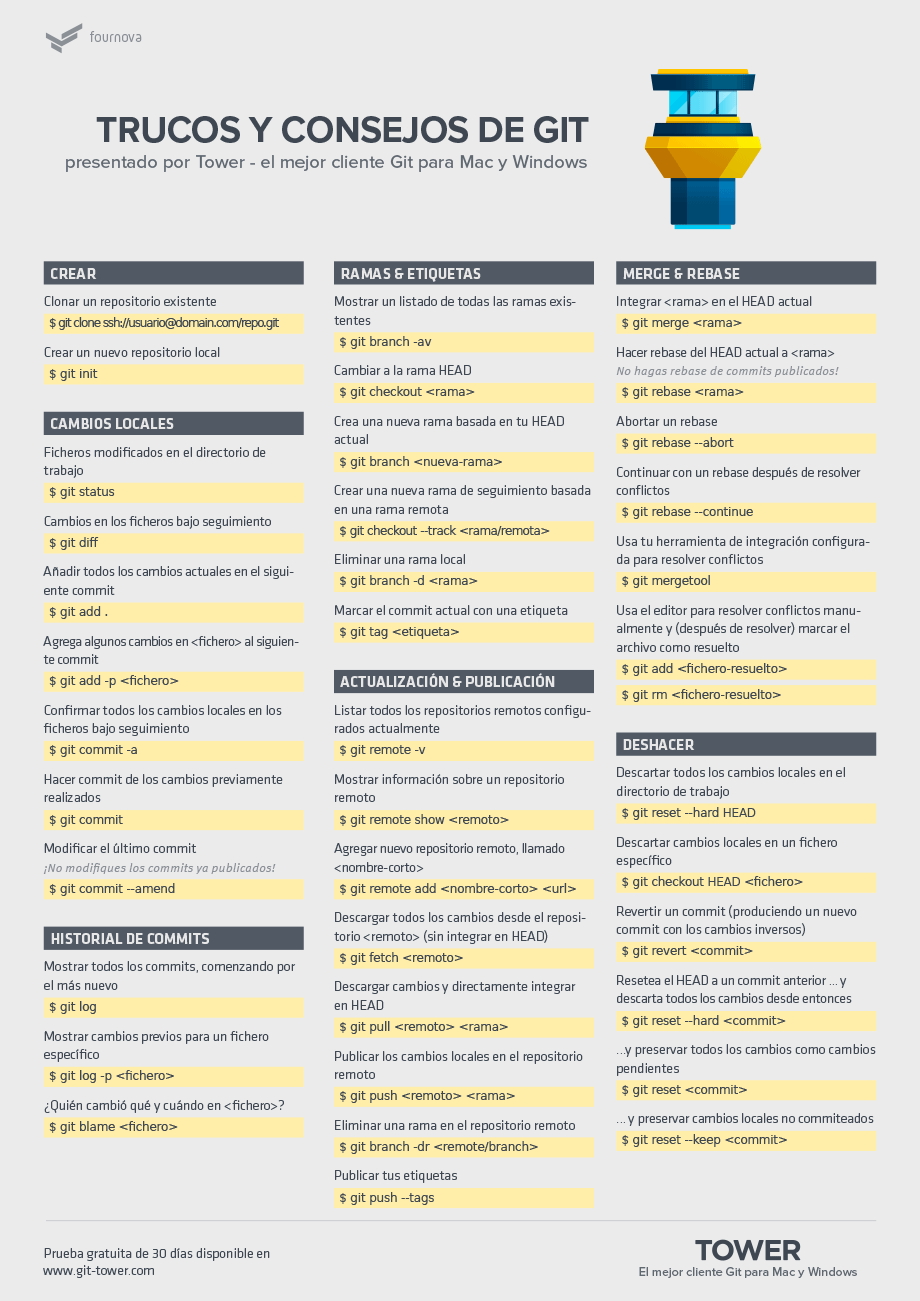 fournova
TRUCOS Y CONSEJOS DE GIT
presentado por Tower - el mejor cliente Git para Mac y Windows
CREAR
Clonar un repositorio existente
$ git clone ssh://usuario@domain.com/repo.git
Crear un nuevo repositorio local
$ git init
CAMBIOS LOCALES
Ficheros modificados en el directorio de
trabajo
$ git status
Cambios en los ficheros bajo seguimiento
$ git diff
Añadir todos los cambios actuales en el sigui-
ente commit
$ git add .
Agrega algunos cambios en <fichero> al siguien-
te commit
$ git add -p <fichero>
Confirmar todos los cambios locales en los
ficheros bajo seguimiento
$ git commit -a
Hacer commit de los cambios previamente
realizados
$ git commit
Modificar el último commit
¡No modifiques los commits ya publicados!
$ git commit --amend
HISTORIAL DE COMMITS
Mostrar todos los commits, comenzando por
el más nuevo
$ git log
Mostrar cambios previos para un fichero
específico
$ git log -p <fichero>
¿Quién cambió qué y cuándo en <fichero>?
$ git blame <fichero>
RAMAS & ETIQUETAS
Mostrar un listado de todas las ramas exis-
tentes
$ git branch -av
Cambiar a la rama HEAD
$ git checkout <rama>
Crea una nueva rama basada en tu HEAD
actual
$ git branch <nueva-rama>
Crear una nueva rama de seguimiento basada
en una rama remota
$ git checkout --track <rama/remota>
Eliminar una rama local
$ git branch -d <rama>
Marcar el commit actual con una etiqueta
$ git tag <etiqueta>
ACTUALIZACIÓN & PUBLICACIÓN
Listar todos los repositorios remotos configu-
rados actualmente
$ git remote -v
Mostrar información sobre un repositorio
remoto
$ git remote show <remoto>
Agregar nuevo repositorio remoto, llamado
<nombre-corto>
$ git remote add <nombre-corto> <url>
Descargar todos los cambios desde el reposi-
torio <remoto> (sin integrar en HEAD)
$ git fetch <remoto>
Descargar cambios y directamente integrar
en HEAD
$ git pull <remoto> <rama>
Publicar los cambios locales en el repositorio
remoto
$ git push <remoto> <rama>
Eliminar una rama en el repositorio remoto
$ git branch -dr <remote/branch>
Publicar tus etiquetas
$ git push --tags
MERGE & REBASE
Integrar <rama> en el HEAD actual
$ git merge <rama>
Hacer rebase del HEAD actual a <rama>
No hagas rebase de commits publicados!
$ git rebase <rama>
Abortar un rebase
$ git rebase --abort
Continuar con un rebase después de resolver
conflictos
$ git rebase --continue
Usa tu herramienta de integración configura-
da para resolver conflictos
$ git mergetool
Usa el editor para resolver conflictos manu-
almente y (después de resolver) marcar el
archivo como resuelto
$ git add <fichero-resuelto>
$ git rm <fichero-resuelto>
DESHACER
Descartar todos los cambios locales en el
directorio de trabajo
$ git reset --hard HEAD
Descartar cambios locales en un fichero
específico
$ git checkout HEAD <fichero>
Revertir un commit (produciendo un nuevo
commit con los cambios inversos)
$ git revert <commit>
Resetea el HEAD a un commit anterior ... y
descarta todos los cambios desde entonces
$ git reset --hard <commit>
...y preservar todos los cambios como cambios
pendientes
$ git reset <commit>
... y preservar cambios locales no commiteados
$ git reset --keep <commit>
Prueba gratuita de 30 días disponible en
www.git-tower.com
TOWER
El mejor cliente Git para Mac y Windows